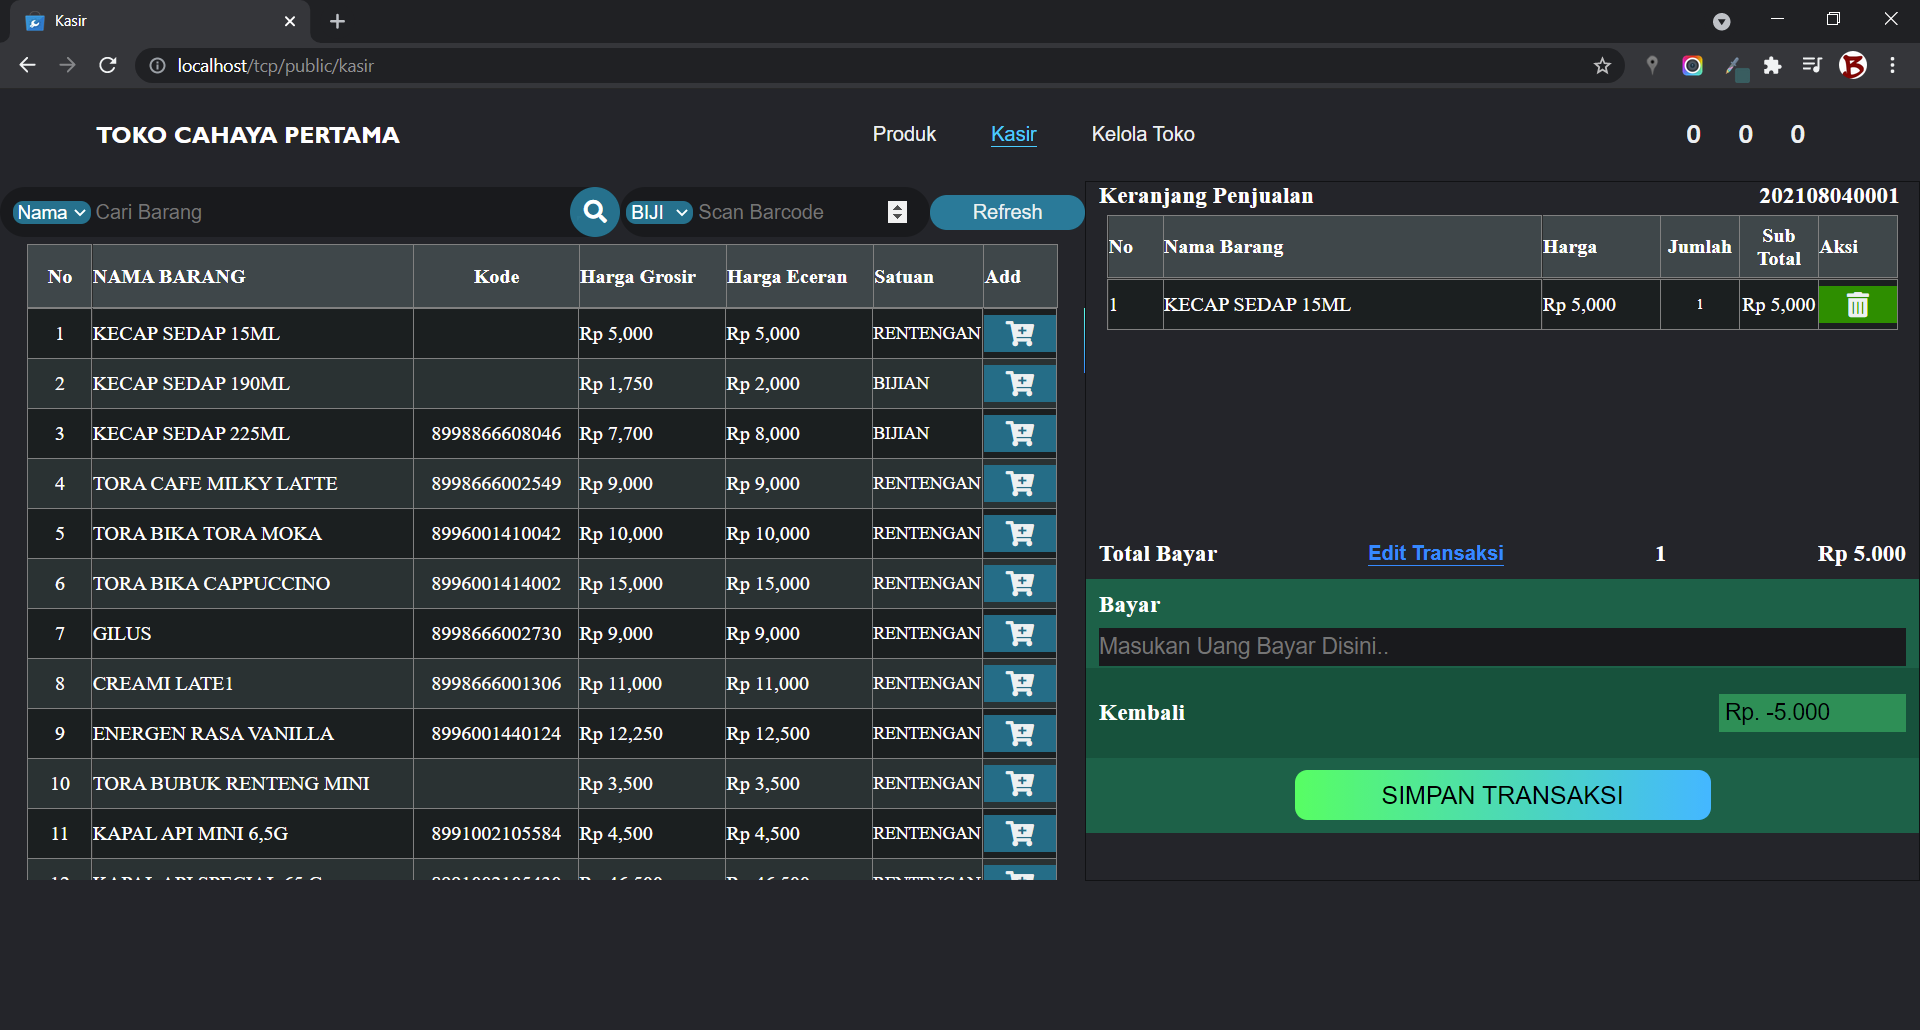 Kasir
localhost/tcp/public/kasir
TOKO CAHAYA PERTAMA
Produk Kasir Kelola Toko
0 0 0
Nama Cari Barang BIJI Scan Barcode Refresh
No NAMA BARANG Kode Harga Grosir Harga Eceran Satuan Add
1 KECAP SEDAP 15ML Rp 5,000 Rp 5,000 RENTENGAN
2 KECAP SEDAP 190ML Rp 1,750 Rp 2,000 BIJIAN
3 KECAP SEDAP 225ML 8998866608046 Rp 7,700 Rp 8,000 BIJIAN
4 TORA CAFE MILKY LATTE 8998666002549 Rp 9,000 Rp 9,000 RENTENGAN
5 TORA BIKA TORA MOKA 8996001410042 Rp 10,000 Rp 10,000 RENTENGAN
6 TORA BIKA CAPPUCCINO 8996001414002 Rp 15,000 Rp 15,000 RENTENGAN
7 GILUS 8998666002730 Rp 9,000 Rp 9,000 RENTENGAN
8 CREAMI LATE1 8998666001306 Rp 11,000 Rp 11,000 RENTENGAN
9 ENERGEN RASA VANILLA 8996001440124 Rp 12,250 Rp 12,500 RENTENGAN
10 TORA BUBUK RENTENG MINI Rp 3,500 Rp 3,500 RENTENGAN
11 KAPAL API MINI 6,5G 8991002105584 Rp 4,500 Rp 4,500 RENTENGAN
Keranjang Penjualan 202108040001
No Nama Barang Harga Jumlah Sub Total Aksi
1 KECAP SEDAP 15ML Rp 5,000 1 Rp 5,000
Total Bayar Edit Transaksi 1 Rp 5.000
Bayar
Masukan Uang Bayar Disini..
Kembali Rp. -5.000
SIMPAN TRANSAKSI